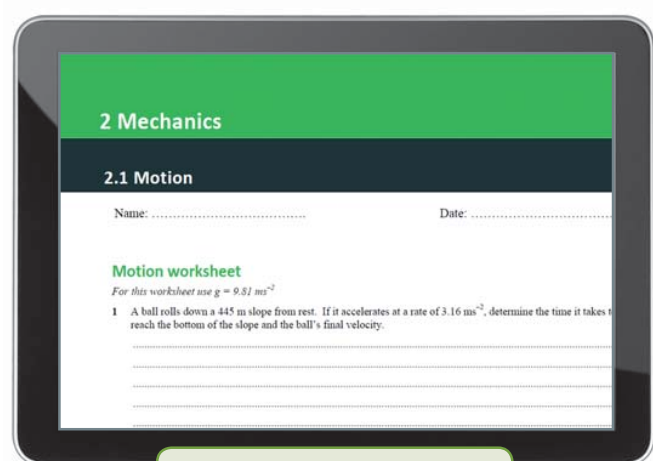 2 Mechanics
2.1 Motion
Name: ...................................... Date: ......................................
Motion worksheet
For this worksheet use g = 9.81 ms⁻²
1 A ball rolls down a 445 m slope from rest. If it accelerates at a rate of 3.16 ms⁻², determine the time it takes
reach the bottom of the slope and the ball's final velocity.